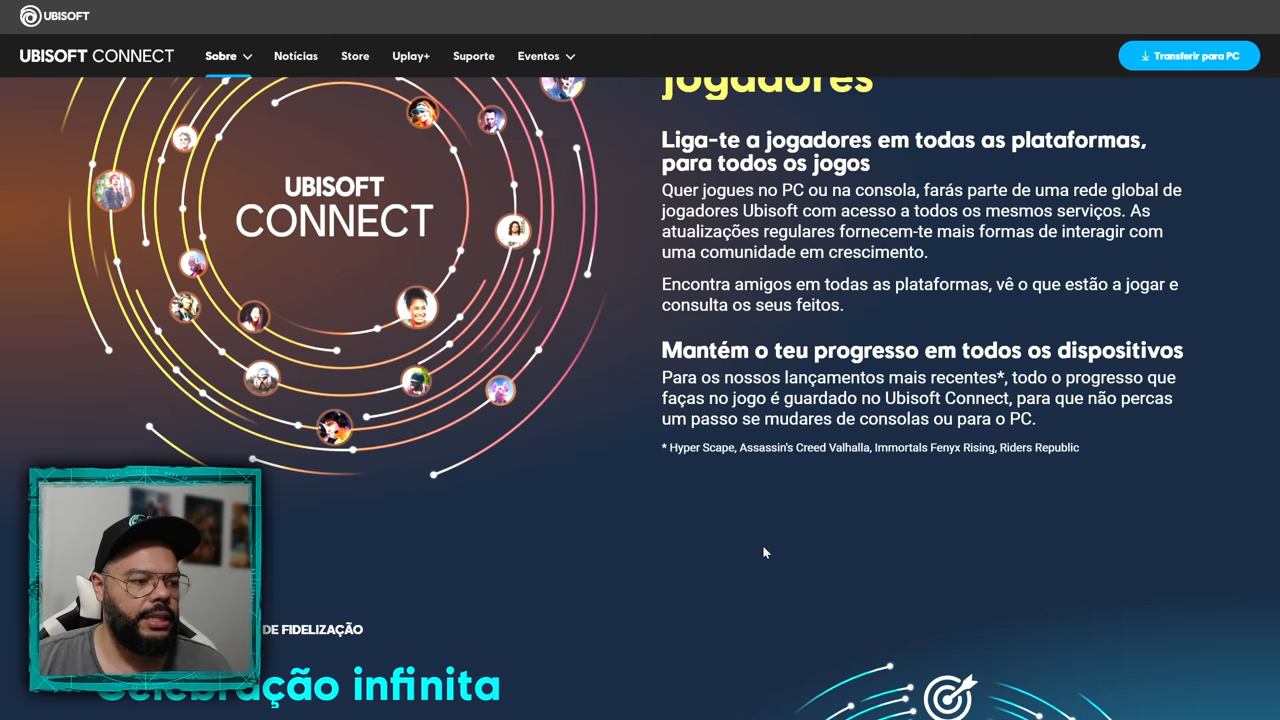 UBISOFT
UBISOFT CONNECT
Sobre
Notícias
Store
Uplay+
Suporte
Eventos
Transferir para PC
jogadores
UBISOFT
CONNECT
Liga-te a jogadores em todas as plataformas,
para todos os jogos
Quer jogues no PC ou na consola, farás parte de uma rede global de
jogadores Ubisoft com acesso a todos os mesmos serviços. As
atualizações regulares fornecem-te mais formas de interagir com
uma comunidade em crescimento.
Encontra amigos em todas as plataformas, vê o que estão a jogar e
consulta os seus feitos.
Mantém o teu progresso em todos os dispositivos
Para os nossos lançamentos mais recentes*, todo o progresso que
faças no jogo é guardado no Ubisoft Connect, para que não percas
um passo se mudares de consolas ou para o PC.
* Hyper Scape, Assassin's Creed Valhalla, Immortals Fenyx Rising, Riders Republic
DE FIDELIZAÇÃO
Celebração infinita